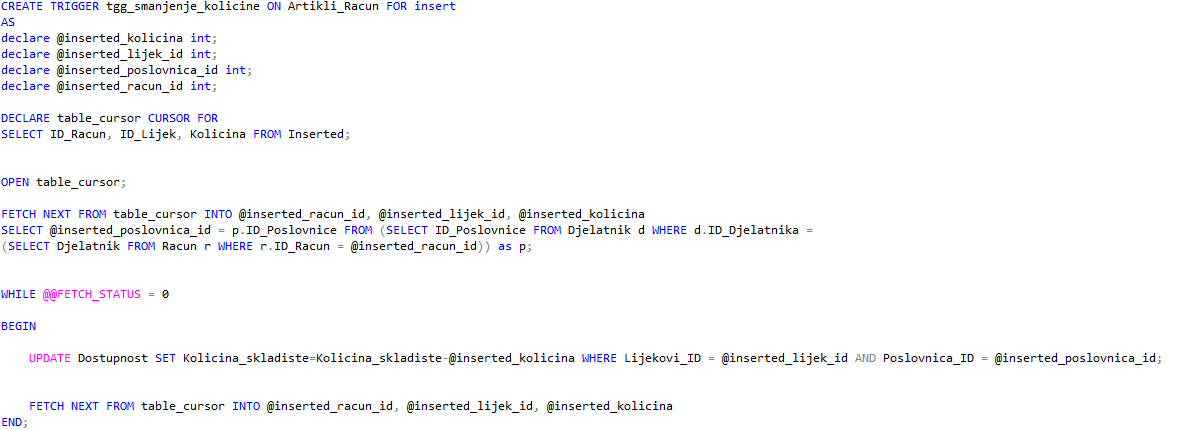 CREATE TRIGGER tgg_smanjenje_kolicine ON Artikli_Racun FOR insert
AS
declare @inserted_kolicina int;
declare @inserted_lijek_id int;
declare @inserted_poslovnica_id int;
declare @inserted_racun_id int;
DECLARE table_cursor CURSOR FOR
SELECT ID_Racun, ID_Lijek, Kolicina FROM Inserted;
OPEN table_cursor;
FETCH NEXT FROM table_cursor INTO @inserted_racun_id, @inserted_lijek_id, @inserted_kolicina
SELECT @inserted_poslovnica_id = p.ID_Poslovnice FROM (SELECT ID_Poslovnice FROM Djelatnik d WHERE d.ID_Djelatnika =
(SELECT Djelatnik FROM Racun r WHERE r.ID_Racun = @inserted_racun_id)) as p;
WHILE @@FETCH_STATUS = 0
BEGIN
UPDATE Dostupnost SET Kolicina_skladiste=Kolicina_skladiste-@inserted_kolicina WHERE Lijekovi_ID = @inserted_lijek_id AND Poslovnica_ID = @inserted_poslovnica_id;
FETCH NEXT FROM table_cursor INTO @inserted_racun_id, @inserted_lijek_id, @inserted_kolicina
END;